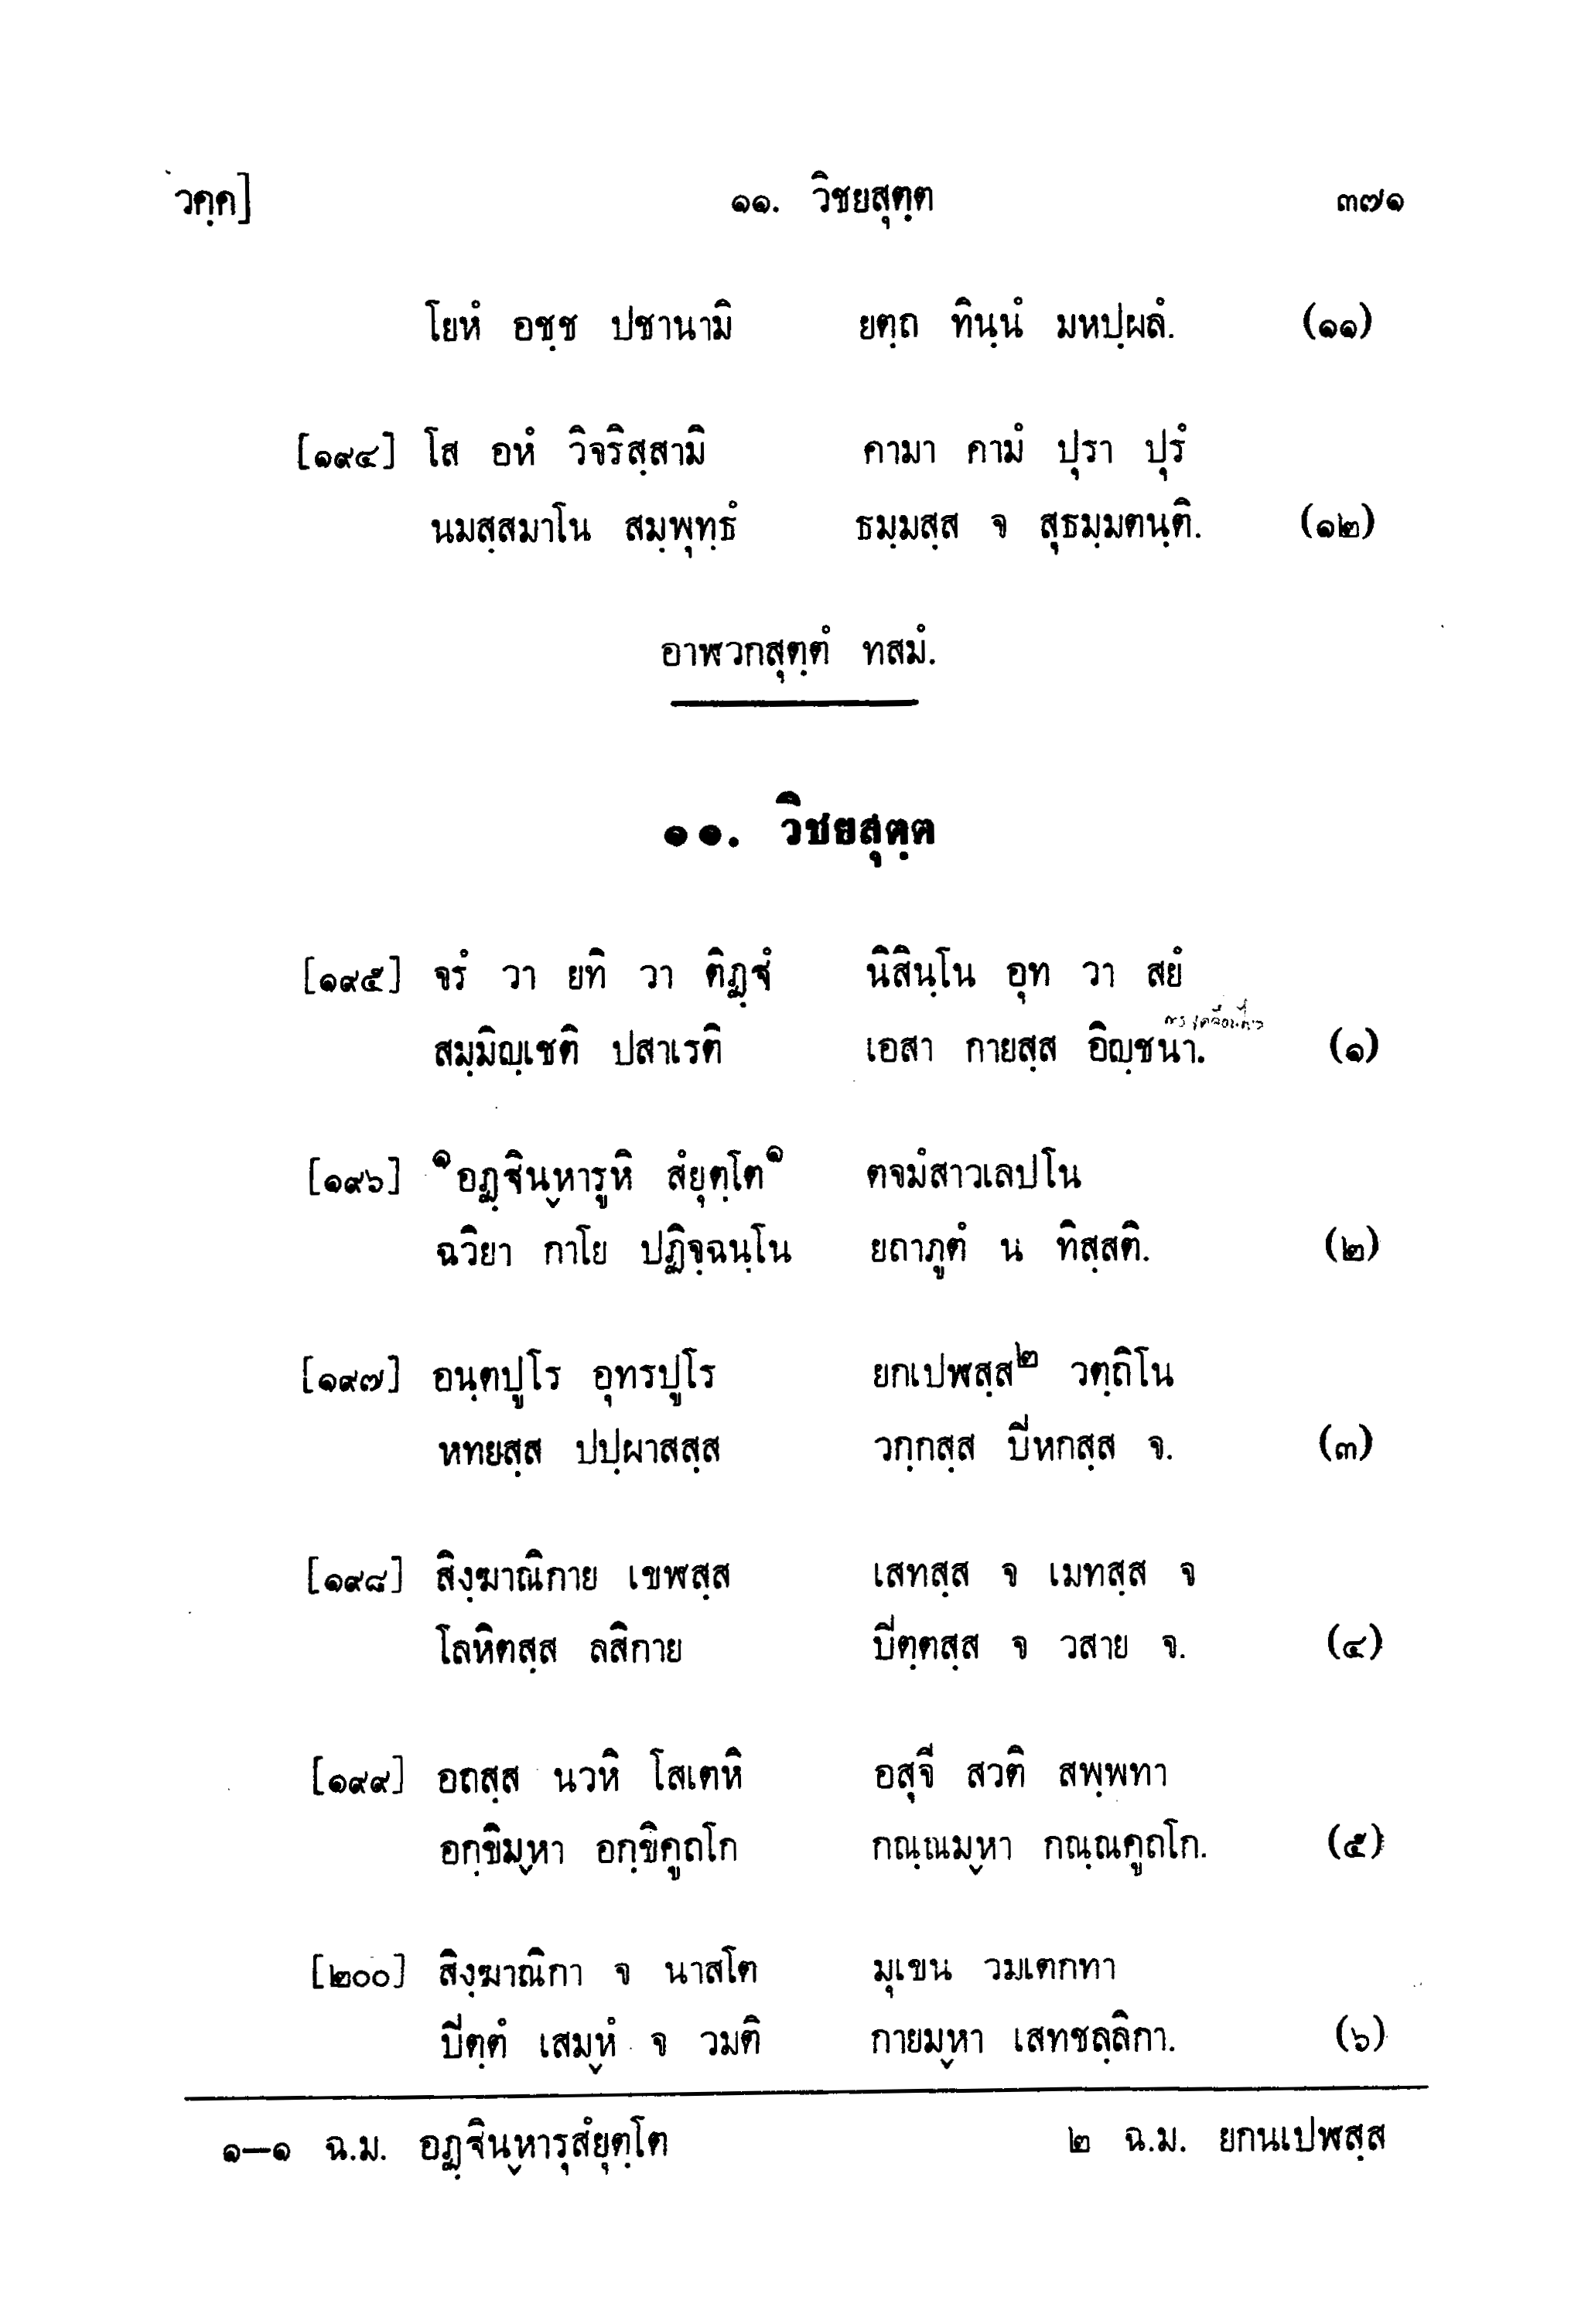 วคฺค] ๑๑. วิชยสุตฺต ๓๗๑
โยหํ อชฺช ปชานามิ ยตฺถ ทินฺนํ มหปฺผลํ. (๑๑)
[๑๙๔] โส อหํ วิจริสฺสามิ คามา คามํ ปุรา ปุรํ
นมสฺสมาโน สมฺพุทฺธํ ธมฺมสฺส จ สุธมฺมตนฺติ. (๑๒)
อาฬวกสุตฺตํ ทสมํ.
๑๑. วิชยสุตฺต
[๑๙๕] จรํ วา ยทิ วา ติฏฺฐํ นิสินฺโน อุท วา สยํ
สมฺมิญฺเชติ ปสาเรติ เอสา กายสฺส อิญฺชนา. (๑)
[๑๙๖] ๑อฏฺฐินฺหารูหิ สํยุตฺโต๑ ตจมํสาวเลปโน
ฉวิยา กาโย ปฏิจฺฉนฺโน ยถาภูตํ น ทิสฺสติ. (๒)
[๑๙๗] อนฺตปูโร อุทรปูโร ยกเปฬสฺส๒ วตฺถิโน
หทยสฺส ปปฺผาสสฺส วกฺกสฺส ปีหกสฺส จ. (๓)
[๑๙๘] สิงฺฆาณิกาย เขฬสฺส เสทสฺส จ เมทสฺส จ
โลหิตสฺส ลสิกาย ปิตฺตสฺส จ วสาย จ. (๔)
[๑๙๙] อถสฺส นวหิ โสเตหิ อสุจี สวติ สพฺพทา
อกฺขิมฺหา อกฺขิคูถโก กณฺณมฺหา กณฺณคูถโก. (๕)
[๒๐๐] สิงฺฆาณิกา จ นาสโต มุเขน วมเตกทา
ปิตฺตํ เสมฺหํ จ วมติ กายมฺหา เสทชลฺลิกา. (๖)
๑–๑ ฉ.ม. อฏฺฐินฺหารุสํยุตฺโต ๒ ฉ.ม. ยกนเปฬสฺส